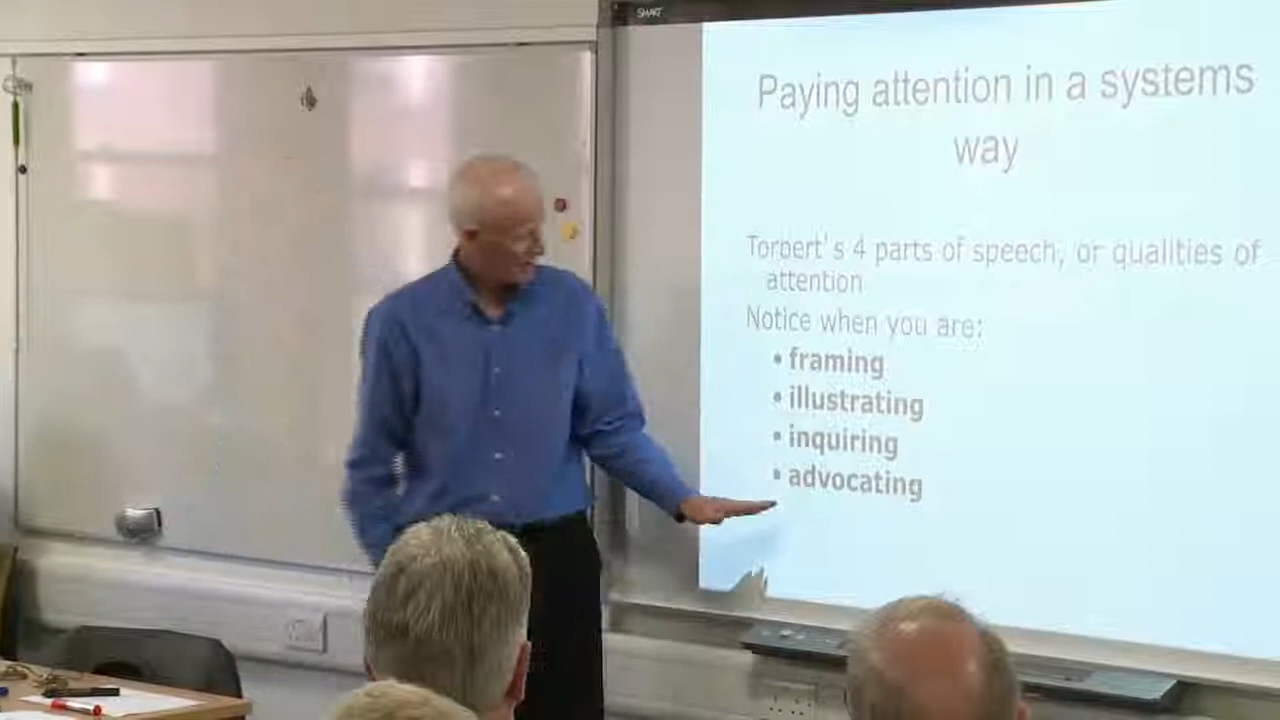 SMART
Paying attention in a systems
way
Torbert's 4 parts of speech, or qualities of
attention
Notice when you are:
• framing
• illustrating
• inquiring
• advocating